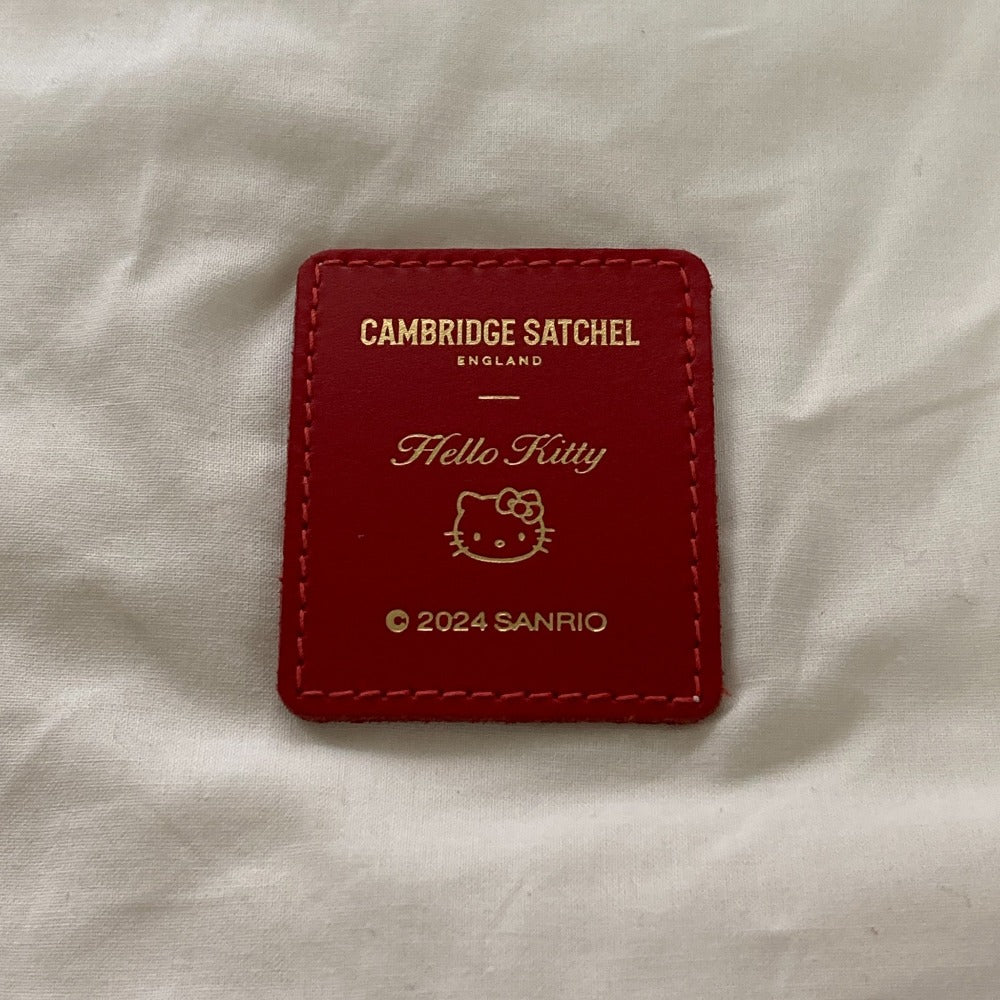 CAMBRIDGE SATCHEL
ENGLAND
Hello Kitty
© 2024 SANRIO